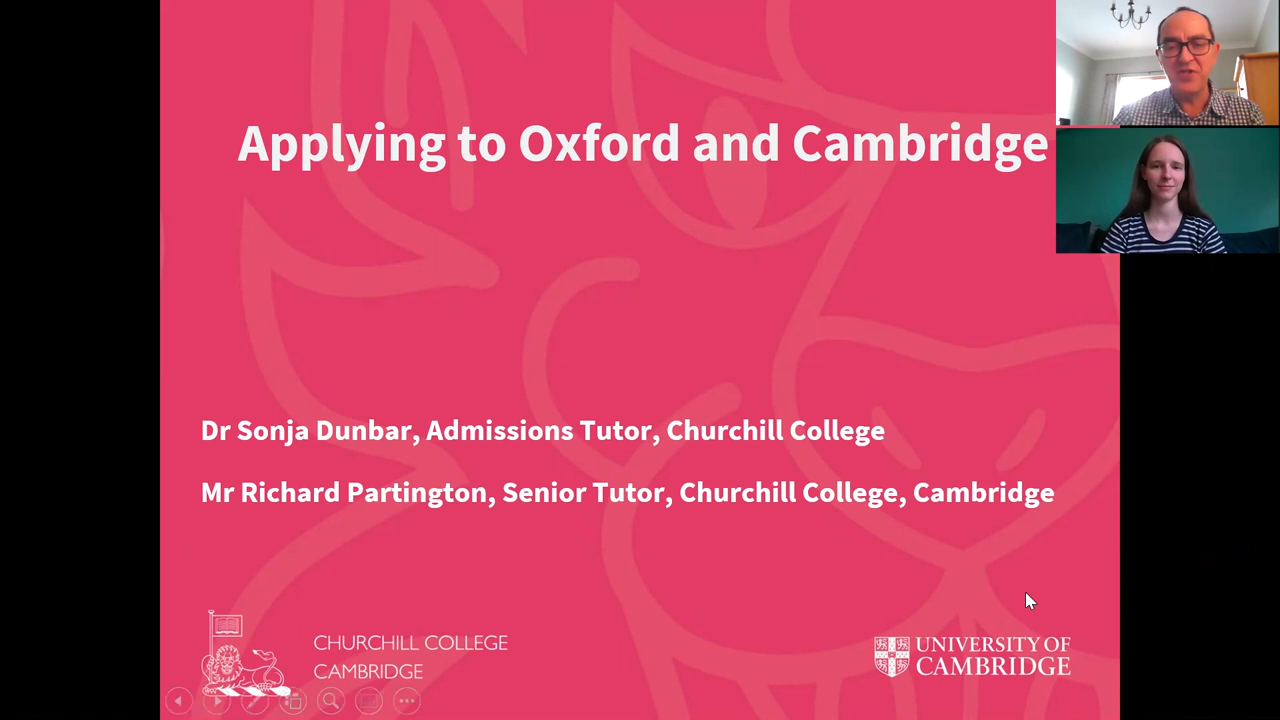 Applying to Oxford and Cambridge
Dr Sonja Dunbar, Admissions Tutor, Churchill College
Mr Richard Partington, Senior Tutor, Churchill College, Cambridge
CHURCHILL COLLEGE
CAMBRIDGE
UNIVERSITY OF
CAMBRIDGE